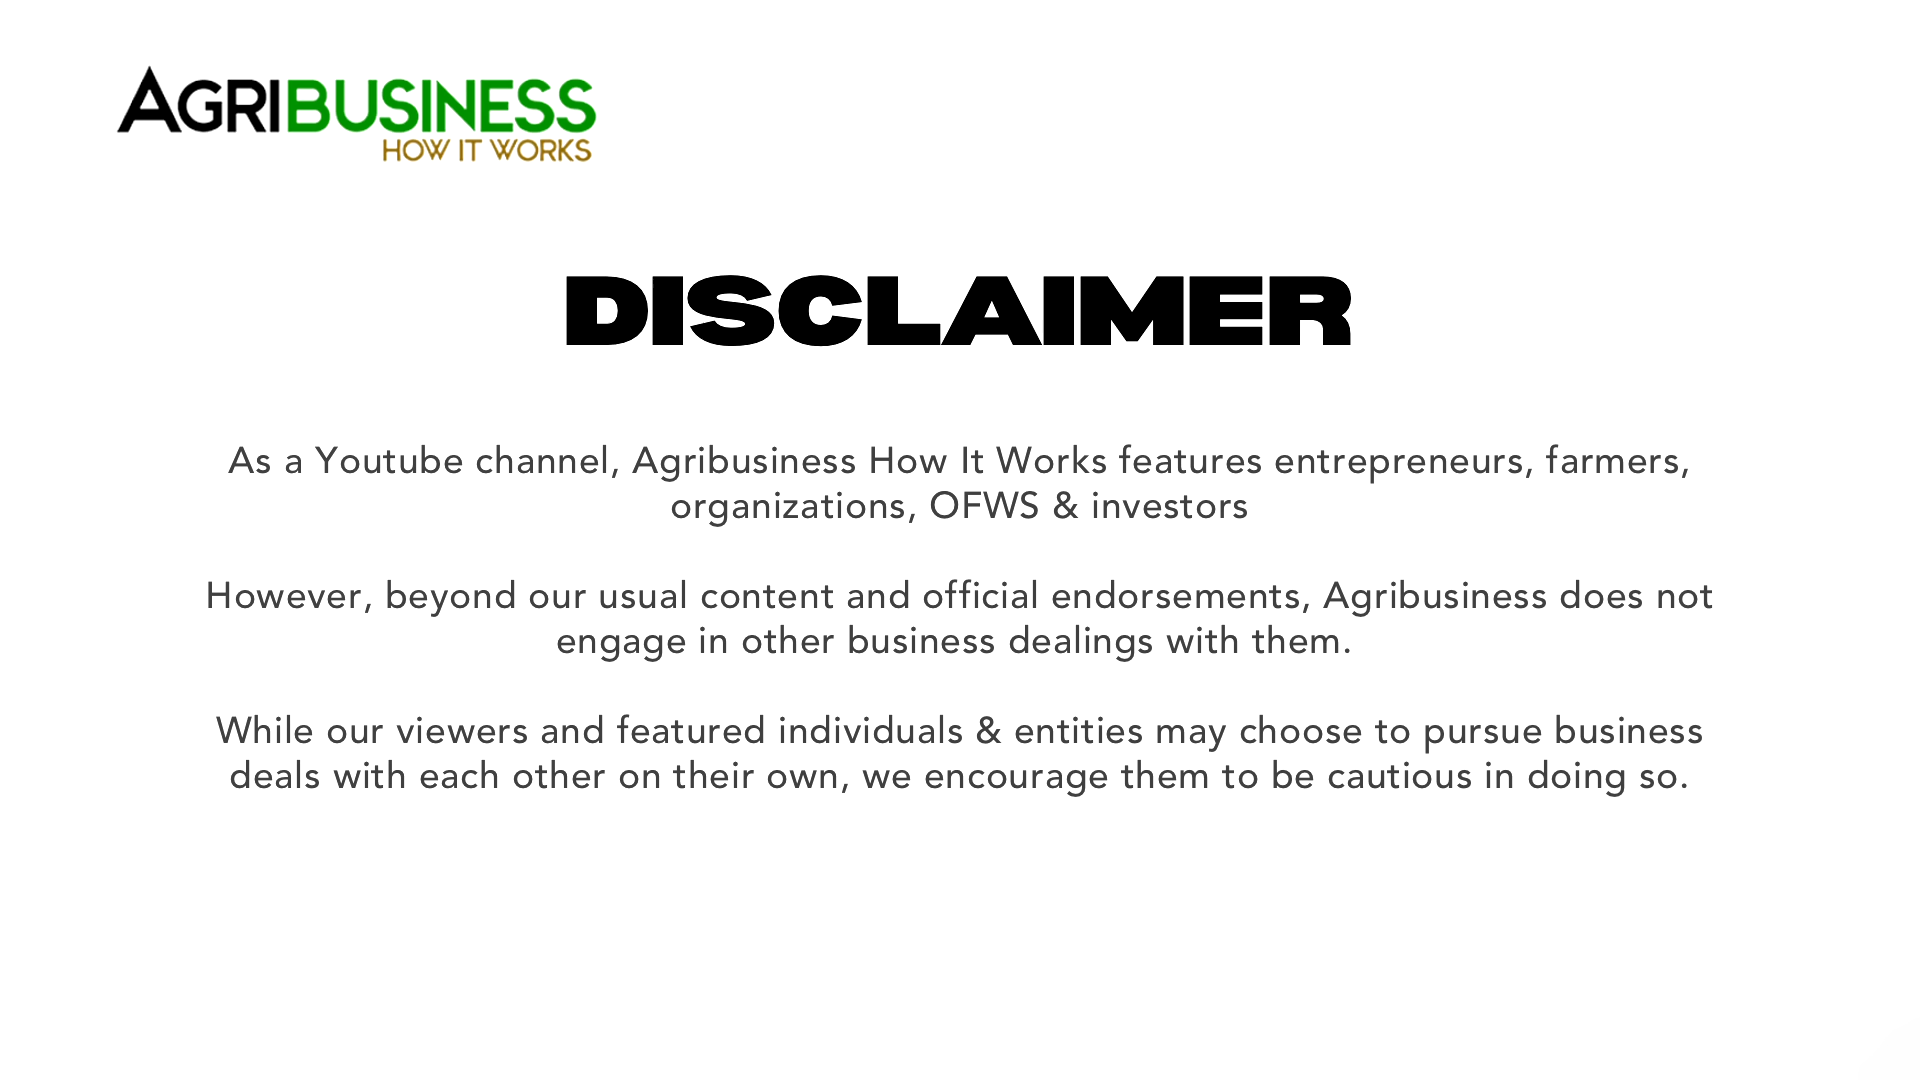 AGRIBUSINESS
HOW IT WORKS
DISCLAIMER
As a Youtube channel, Agribusiness How It Works features entrepreneurs, farmers,
organizations, OFWS & investors
However, beyond our usual content and official endorsements, Agribusiness does not
engage in other business dealings with them.
While our viewers and featured individuals & entities may choose to pursue business
deals with each other on their own, we encourage them to be cautious in doing so.